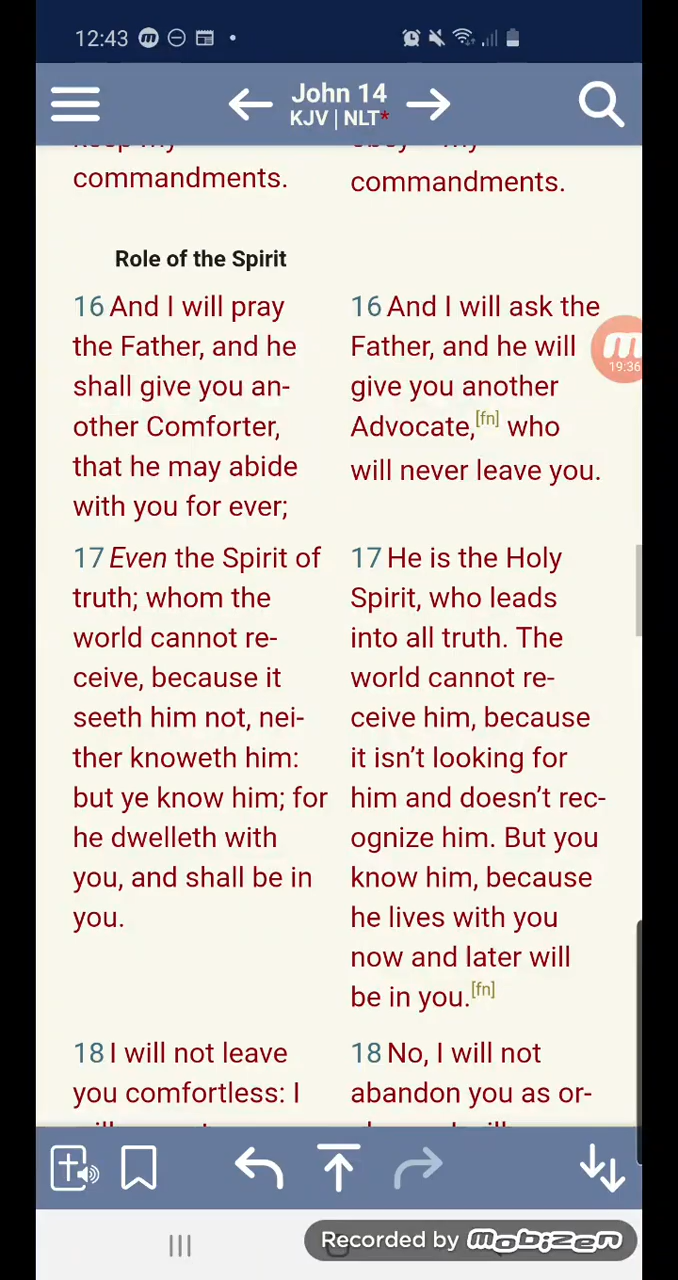 12:43
John 14
KJV | NLT*
keep my
commandments.
obey my
commandments.
Role of the Spirit
16 And I will pray
the Father, and he
shall give you an-
other Comforter,
that he may abide
with you for ever;
16 And I will ask the
Father, and he will
give you another
Advocate,[fn] who
will never leave you.
m
19:36
17 Even the Spirit of
truth; whom the
world cannot re-
ceive, because it
seeth him not, nei-
ther knoweth him:
but ye know him; for
he dwelleth with
you, and shall be in
you.
17 He is the Holy
Spirit, who leads
into all truth. The
world cannot re-
ceive him, because
it isn't looking for
him and doesn't rec-
ognize him. But you
know him, because
he lives with you
now and later will
be in you.[fn]
18 I will not leave
you comfortless: I
18 No, I will not
abandon you as or-
Recorded by mobizen